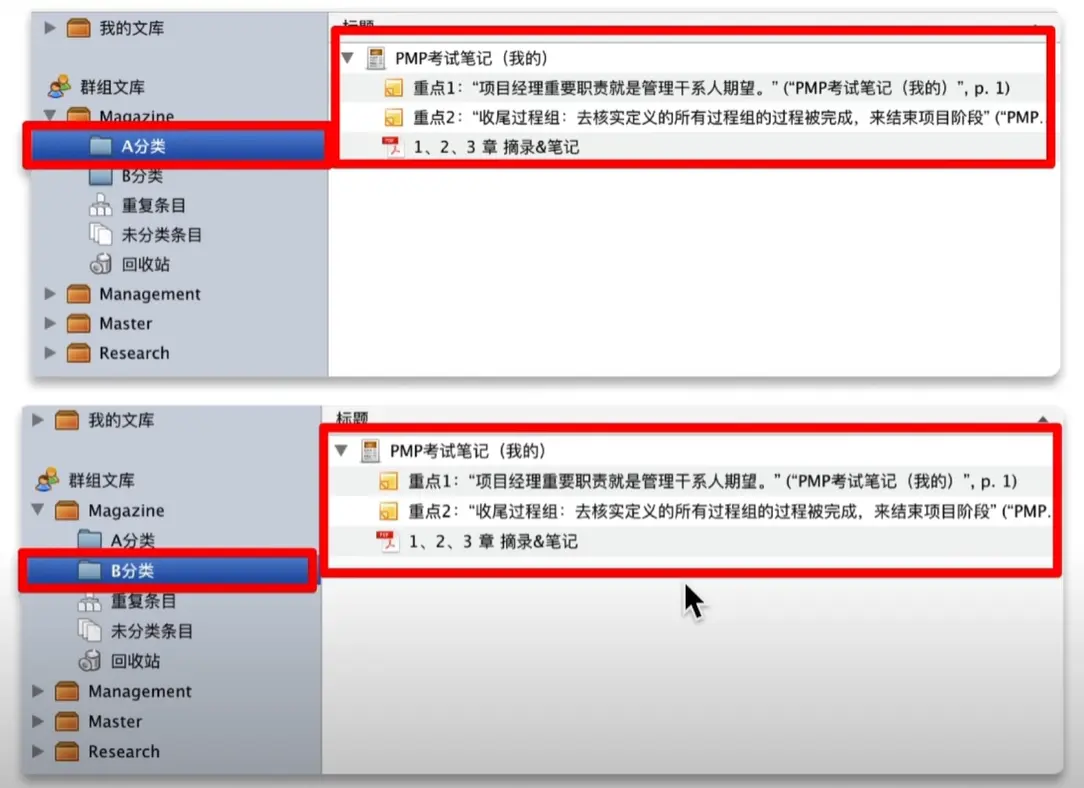 我的文库
群组文库
Magazine
A分类
B分类
重复条目
未分类条目
回收站
Management
Master
Research
标题
PMP考试笔记（我的）
重点1：“项目经理重要职责就是管理干系人期望。” (“PMP考试笔记（我的）”, p. 1)
重点2：“收尾过程组：去核实定义的所有过程组的过程被完成，来结束项目阶段” (“PMP...
1、2、3 章 摘录&笔记
我的文库
群组文库
Magazine
A分类
B分类
重复条目
未分类条目
回收站
Management
Master
Research
标题
PMP考试笔记（我的）
重点1：“项目经理重要职责就是管理干系人期望。” (“PMP考试笔记（我的）”, p. 1)
重点2：“收尾过程组：去核实定义的所有过程组的过程被完成，来结束项目阶段” (“PMP...
1、2、3 章 摘录&笔记